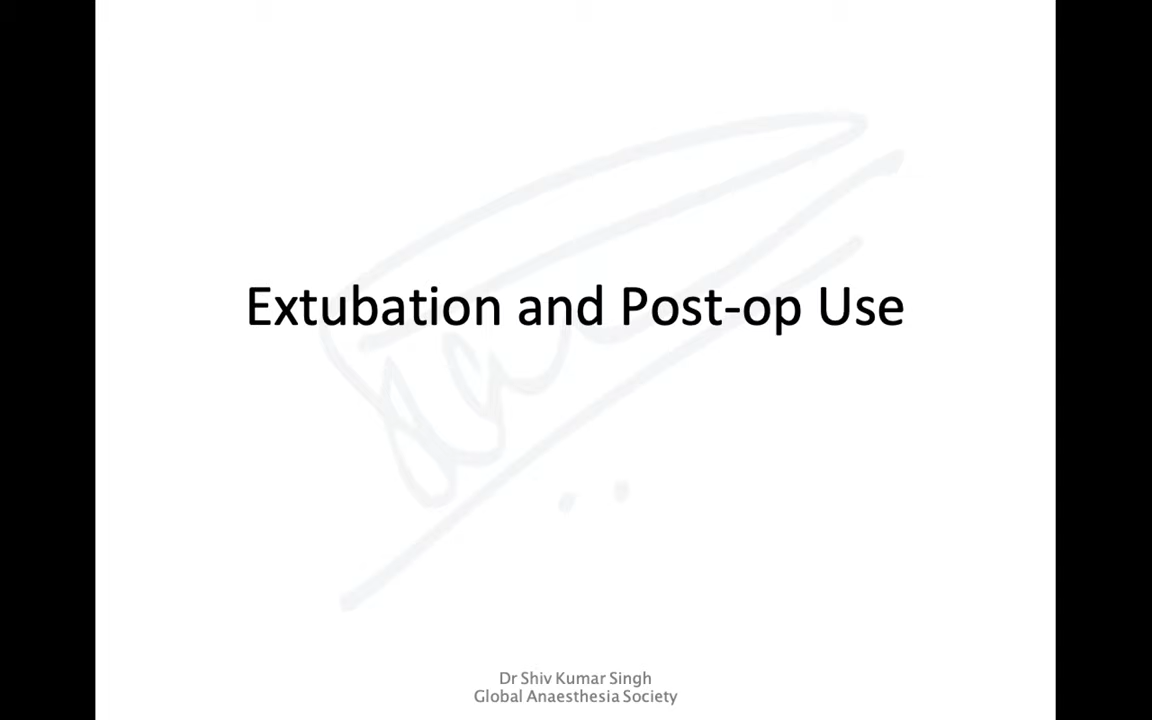 Extubation and Post-op Use
Dr Shiv Kumar Singh
Global Anaesthesia Society